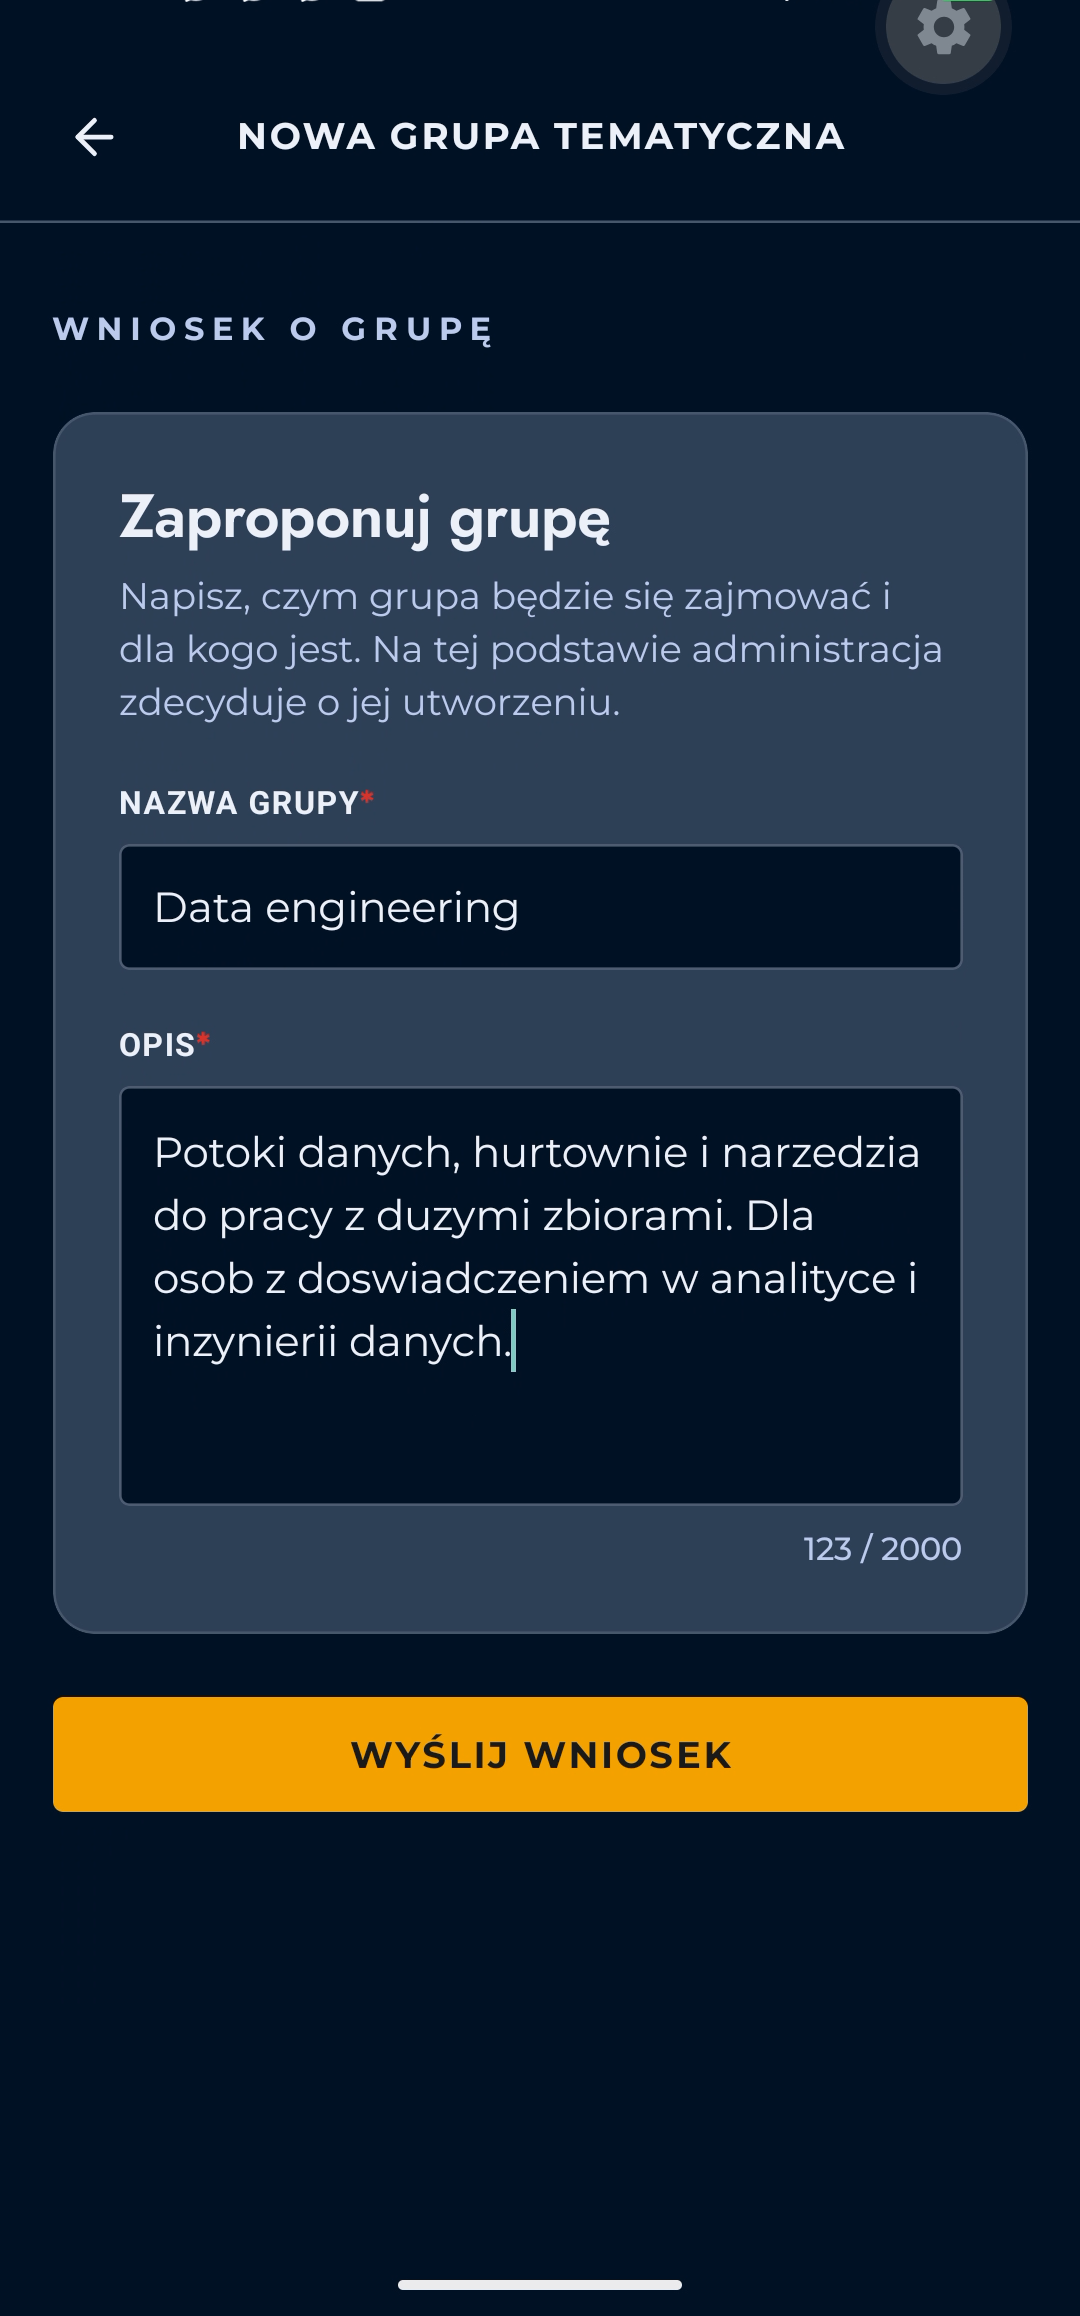 NOWA GRUPA TEMATYCZNA
WNIOSEK O GRUPĘ
Zaproponuj grupę
Napisz, czym grupa będzie się zajmować i
dla kogo jest. Na tej podstawie administracja
zdecyduje o jej utworzeniu.
NAZWA GRUPY*
Data engineering
OPIS*
Potoki danych, hurtownie i narzedzia
do pracy z duzymi zbiorami. Dla
osob z doswiadczeniem w analityce i
inzynierii danych.
123 / 2000
WYŚLIJ WNIOSEK